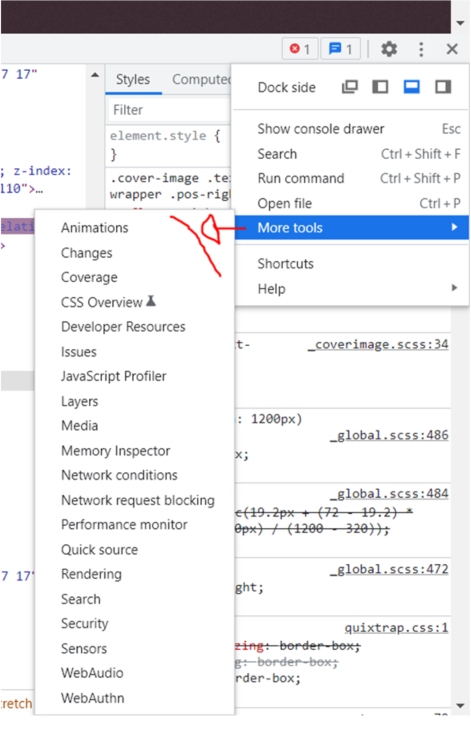 1 1
7 17"
Styles Computed
Filter
element.style {
}
; z-index:
110">…
.cover-image .te
wrapper .pos-righ
Dock side
Show console drawer Esc
Search Ctrl + Shift + F
Run command Ctrl + Shift + P
Open file Ctrl + P
More tools
Shortcuts
Help
elati
>
Animations
Changes
Coverage
CSS Overview
Developer Resources
Issues
JavaScript Profiler
Layers
Media
Memory Inspector
Network conditions
Network request blocking
Performance monitor
Quick source
Rendering
Search
Security
Sensors
WebAudio
WebAuthn
t- _coverimage.scss:34
: 1200px)
_global.scss:486
x;
_global.scss:484
c(19.2px + (72 - 19.2) *
0px) / (1200 - 320));
7 17"
_global.scss:472
ght;
quixtrap.css:1
zing: border-box;
g: border-box;
rder-box;
tretch